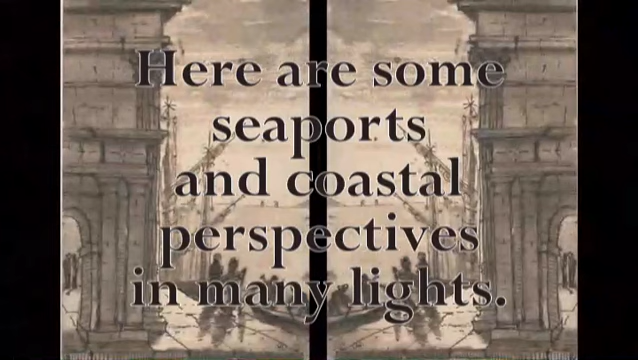 Here are some
seaports
and coastal
perspectives
in many lights.